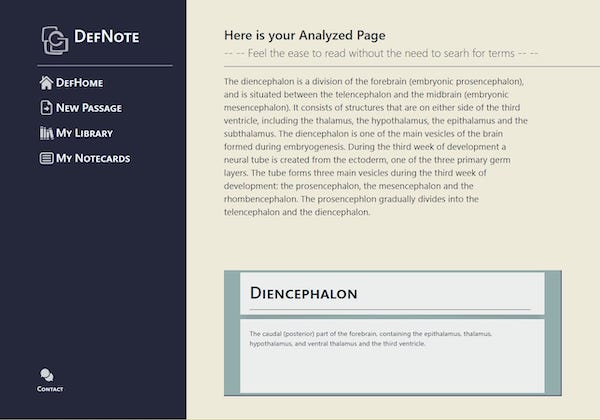 DefNote
DefHome
New Passage
My Library
My Notecards
Contact
Here is your Analyzed Page
-- -- Feel the ease to read without the need to searh for terms -- --
The diencephalon is a division of the forebrain (embryonic prosencephalon),
and is situated between the telencephalon and the midbrain (embryonic
mesencephalon). It consists of structures that are on either side of the third
ventricle, including the thalamus, the hypothalamus, the epithalamus and the
subthalamus. The diencephalon is one of the main vesicles of the brain
formed during embryogenesis. During the third week of development a
neural tube is created from the ectoderm, one of the three primary germ
layers. The tube forms three main vesicles during the third week of
development: the prosencephalon, the mesencephalon and the
rhombencephalon. The prosencephlon gradually divides into the
telencephalon and the diencephalon.
Diencephalon
The caudal (posterior) part of the forebrain, containing the epithalamus, thalamus,
hypothalamus, and ventral thalamus and the third ventricle.